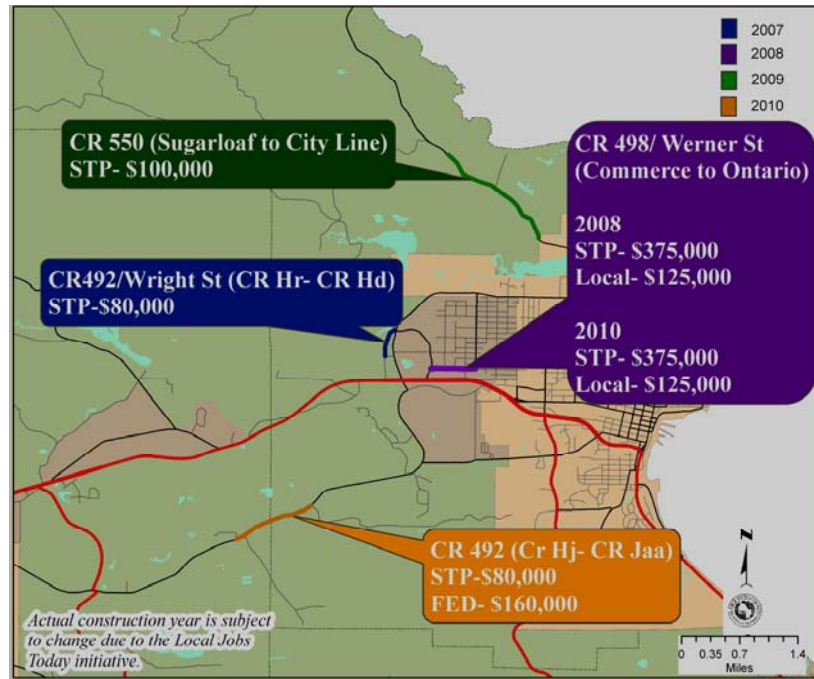 2007
2008
2009
2010
CR 550 (Sugarloaf to City Line)
STP- $100,000
CR 498/ Werner St
(Commerce to Ontario)
2008
STP- $375,000
Local- $125,000
2010
STP- $375,000
Local- $125,000
CR492/Wright St (CR Hr- CR Hd)
STP-$80,000
CR 492 (Cr Hj- CR Jaa)
STP-$80,000
FED- $160,000
Actual construction year is subject
to change due to the Local Jobs
Today initiative.
N
0 0.35 0.7 1.4
Miles